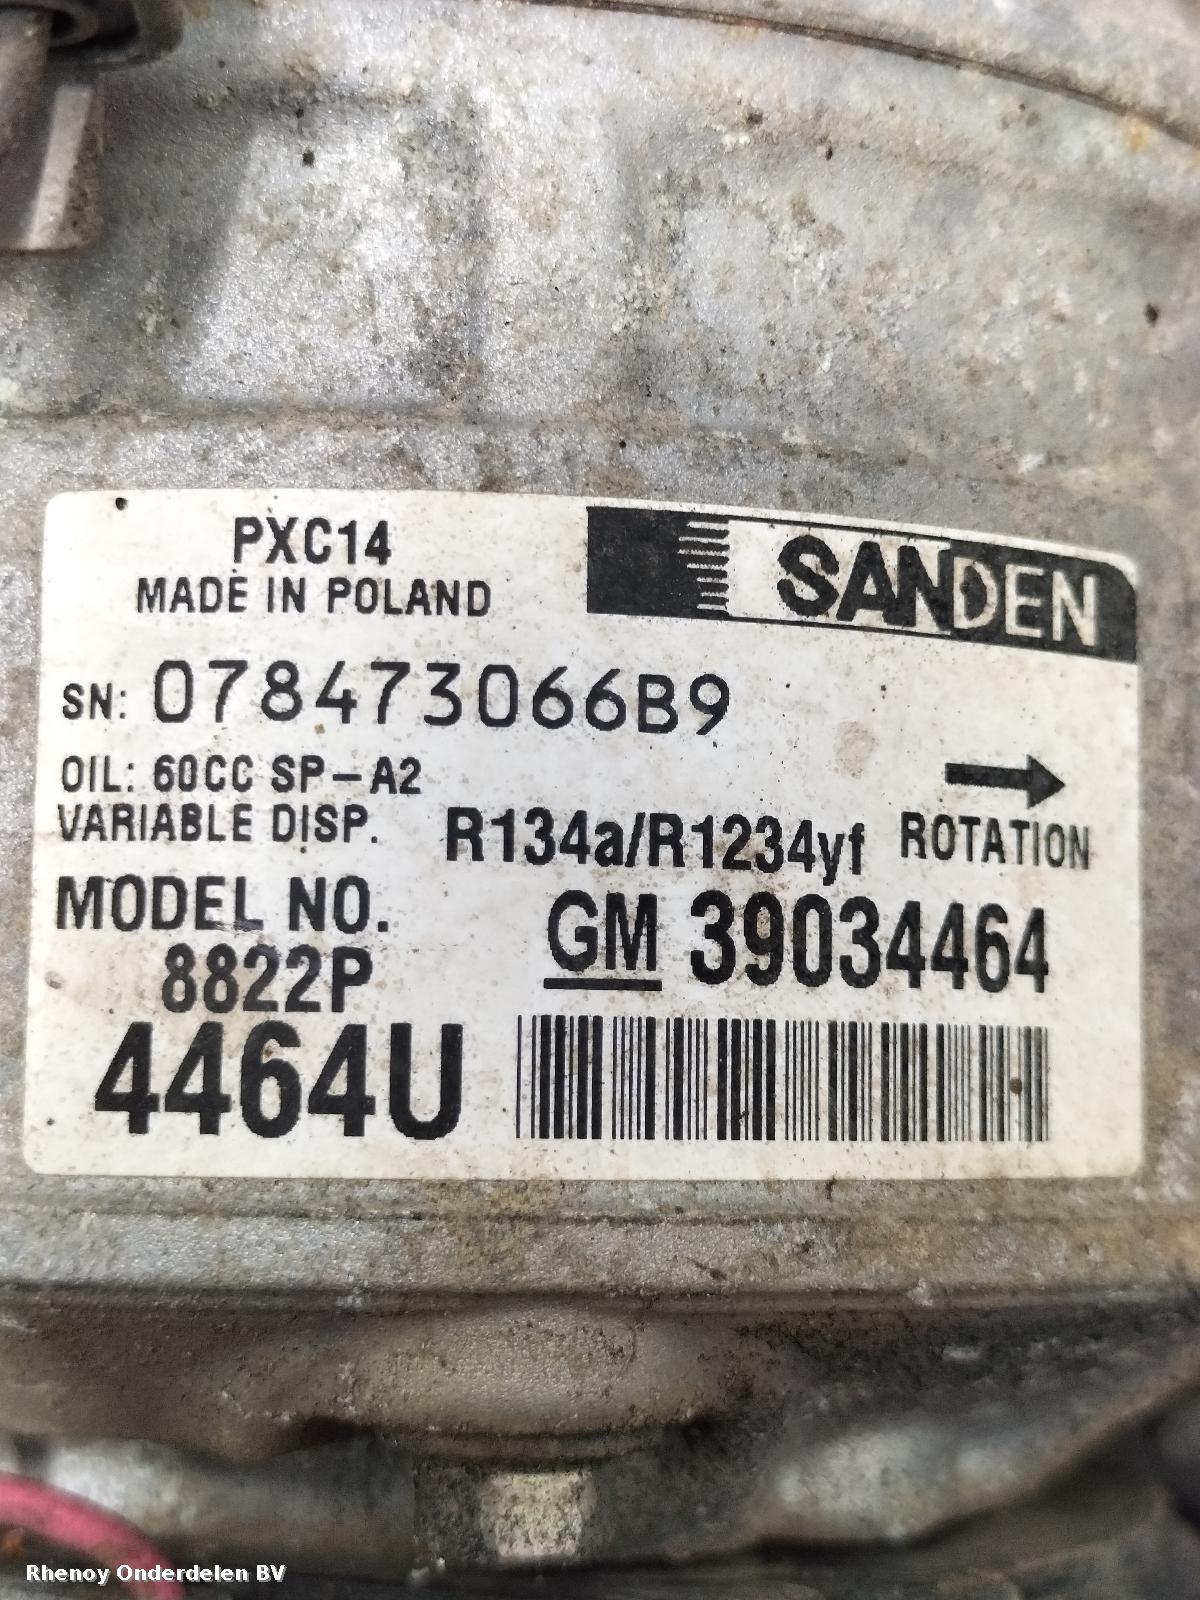 PXC14
MADE IN POLAND
SANDEN
SN: 078473066B9
OIL: 60CC SP-A2
VARIABLE DISP.
R134a/R1234yf
ROTATION
MODEL NO.
8822P
GM 39034464
4464U
Rhenoy Onderdelen BV